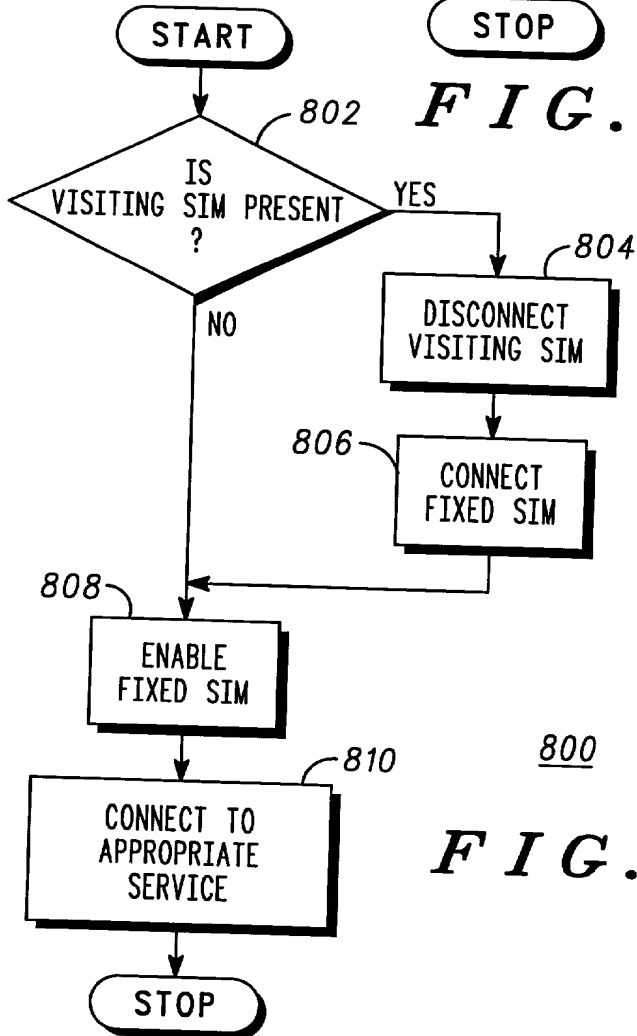 START
STOP
802
FIG.
IS
VISITING SIM PRESENT
?
YES
804
NO
DISCONNECT
VISITING SIM
806
CONNECT
FIXED SIM
808
ENABLE
FIXED SIM
810
800
CONNECT TO
APPROPRIATE
SERVICE
FIG.
STOP